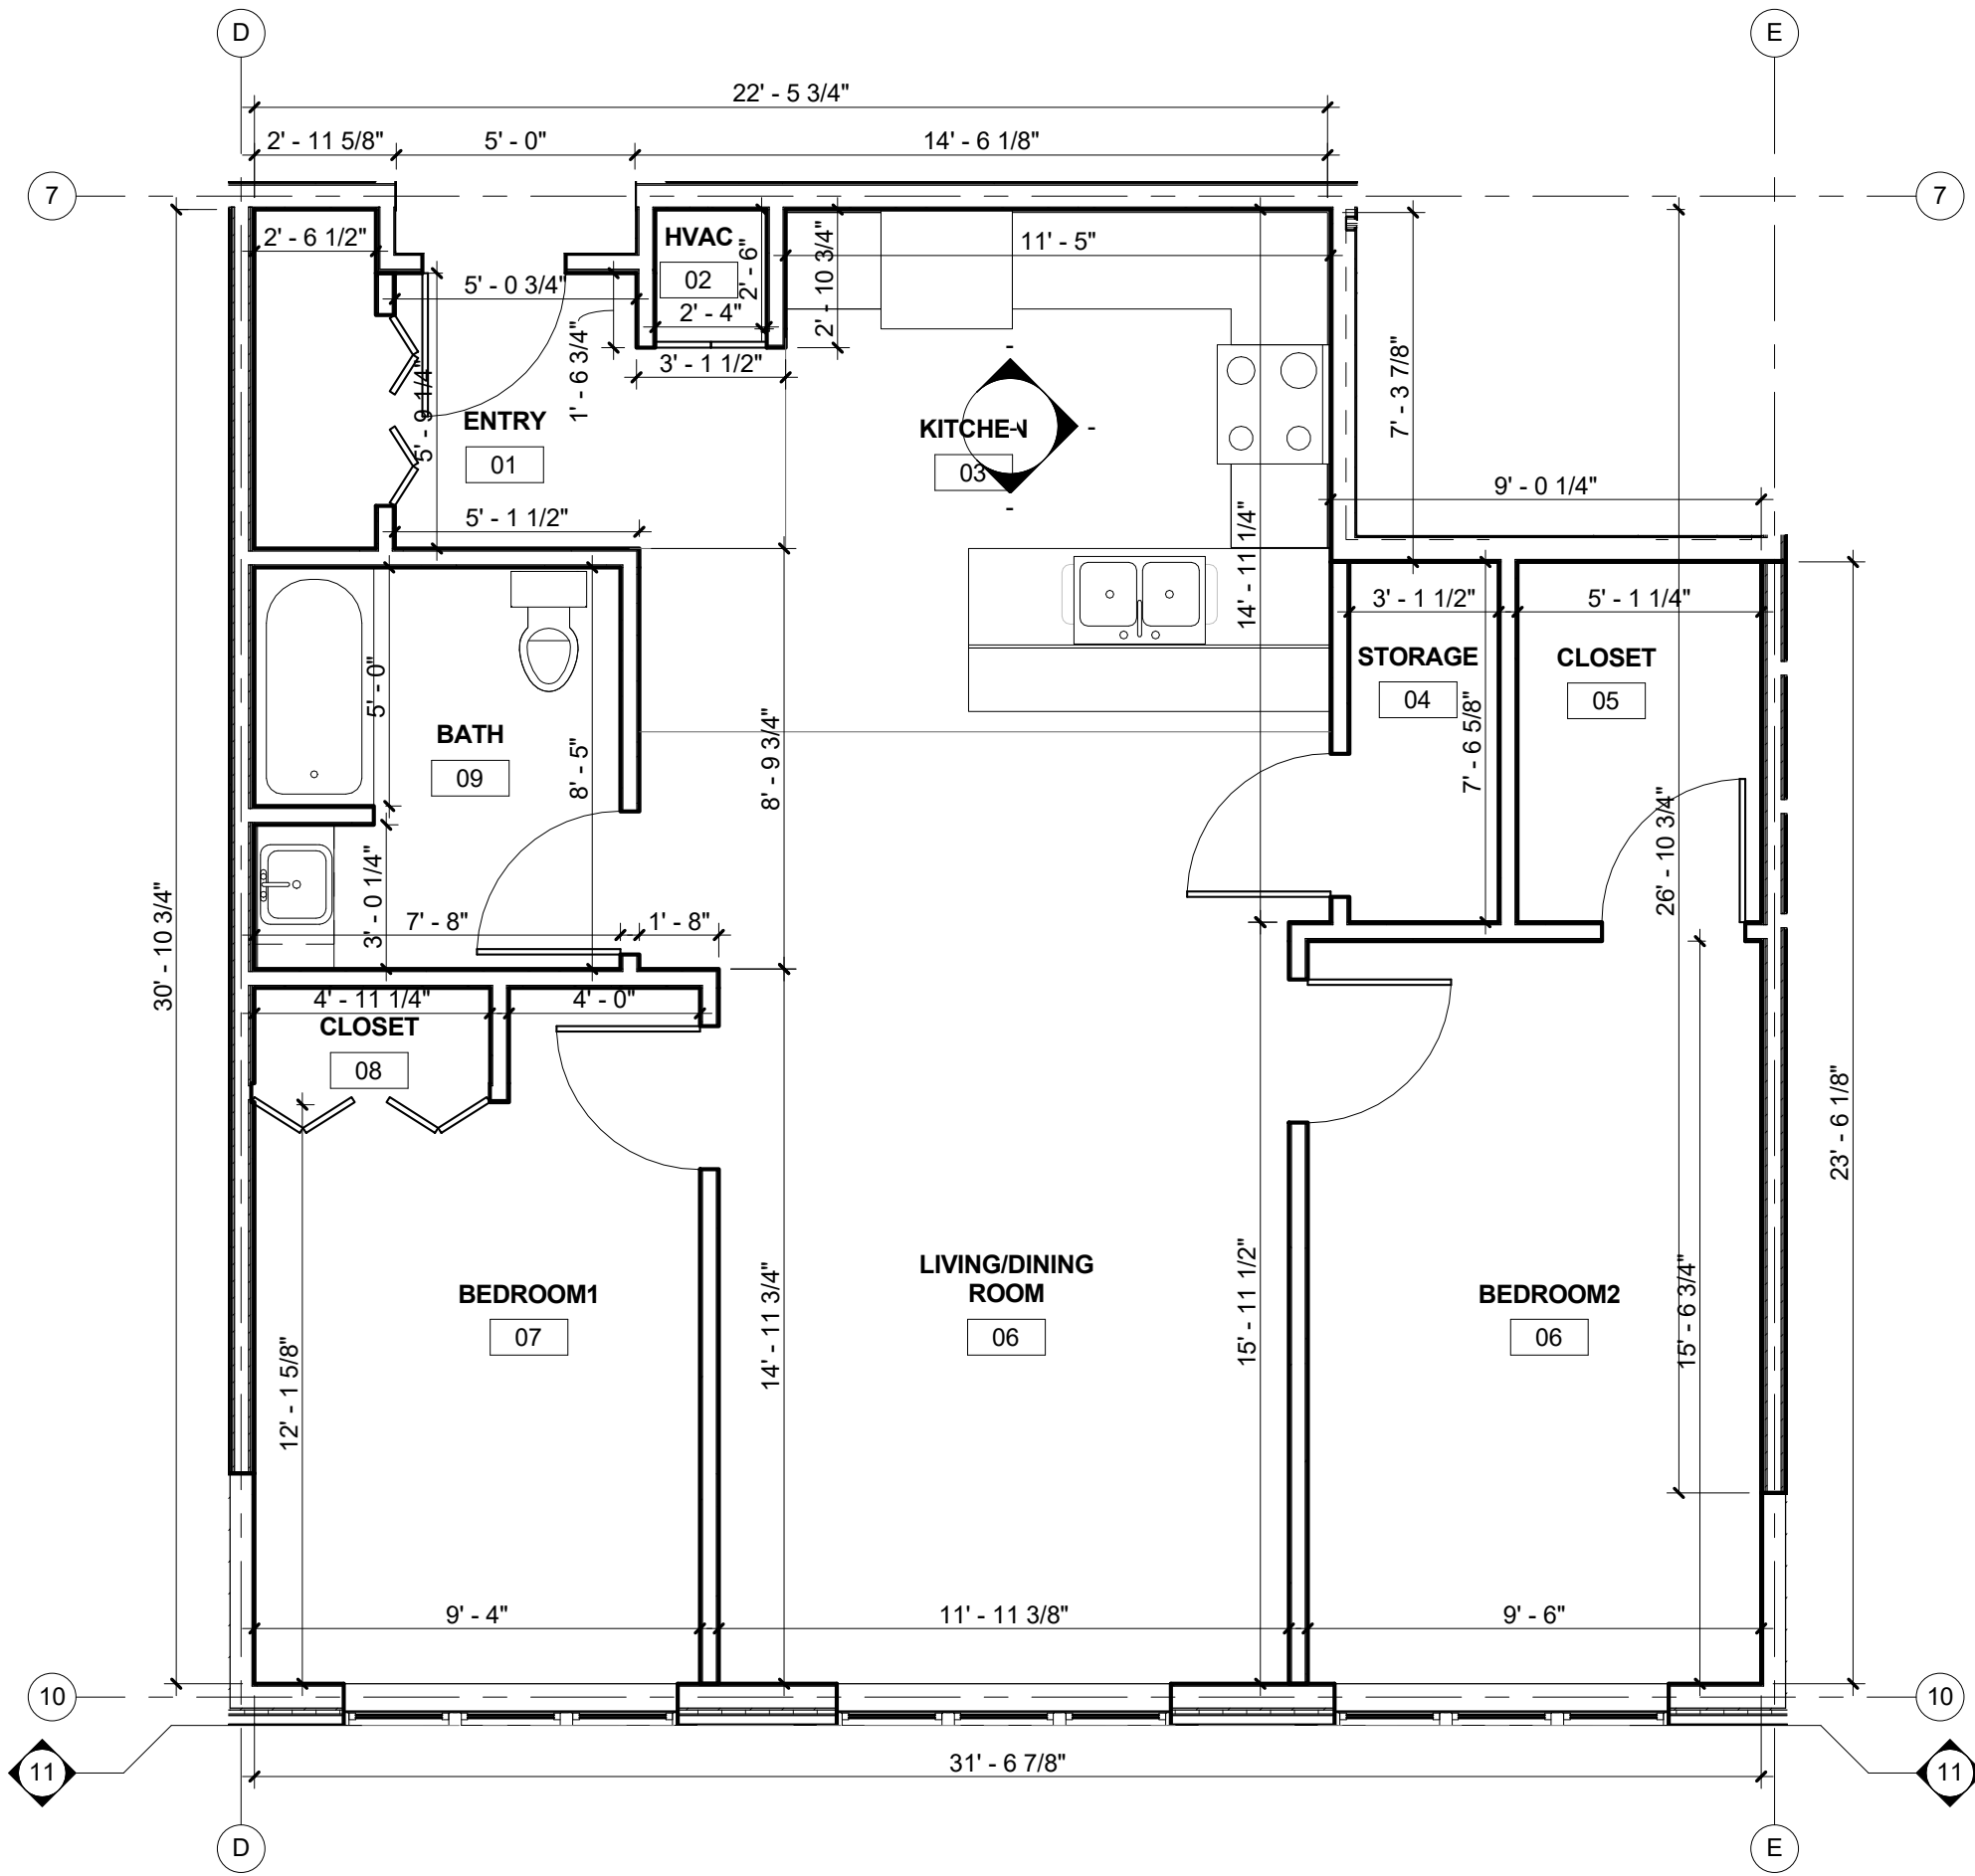 D
E
22' - 5 3/4"
2' - 11 5/8"
5' - 0"
14' - 6 1/8"
7
7
2' - 6 1/2"
HVAC
02
2' - 6"
2' - 10 3/4"
11' - 5"
5' - 0 3/4"
2' - 4"
1' - 6 3/4"
3' - 1 1/2"
7' - 3 7/8"
5' - 9 1/4"
ENTRY
01
KITCHEN
03
-
-
-
-
9' - 0 1/4"
5' - 1 1/2"
14' - 11 1/4"
3' - 1 1/2"
5' - 1 1/4"
STORAGE
04
CLOSET
05
5' - 0"
BATH
09
8' - 5"
8' - 9 3/4"
7' - 6 5/8"
26' - 10 3/4"
30' - 10 3/4"
3' - 0 1/4"
7' - 8"
1' - 8"
4' - 11 1/4"
4' - 0"
CLOSET
08
23' - 6 1/8"
LIVING/DINING
ROOM
06
BEDROOM1
07
BEDROOM2
06
12' - 1 5/8"
14' - 11 3/4"
15' - 11 1/2"
15' - 6 3/4"
9' - 4"
11' - 11 3/8"
9' - 6"
10
10
11
11
31' - 6 7/8"
D
E